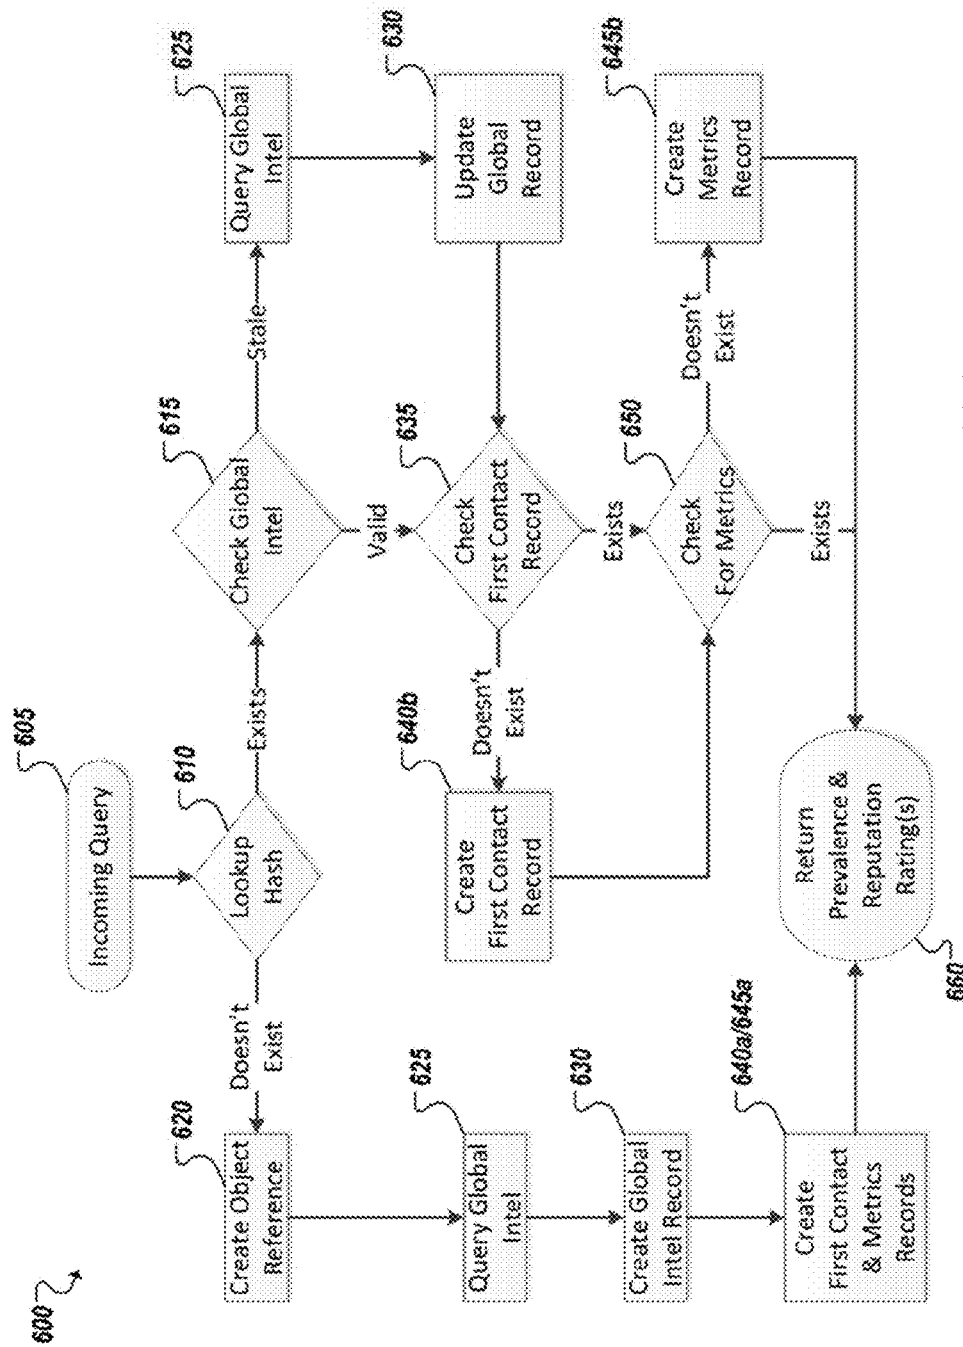 600
605
Incoming Query
610
Lookup
Hash
Doesn't
Exist
Exists
620
Create Object
Reference
615
Check Global
Intel
Stale
625
Query Global
Intel
Valid
625
Query Global
Intel
630
Update
Global
Record
635
Check
First Contact
Record
Doesn't
Exist
640b
Create
First Contact
Record
Exists
630
Create Global
Intel Record
650
Check
For Metrics
Doesn't
Exist
645b
Create
Metrics
Record
Exists
640a/645a
Create
First Contact
& Metrics
Records
Return
Prevalence &
Reputation
Rating(s)
660